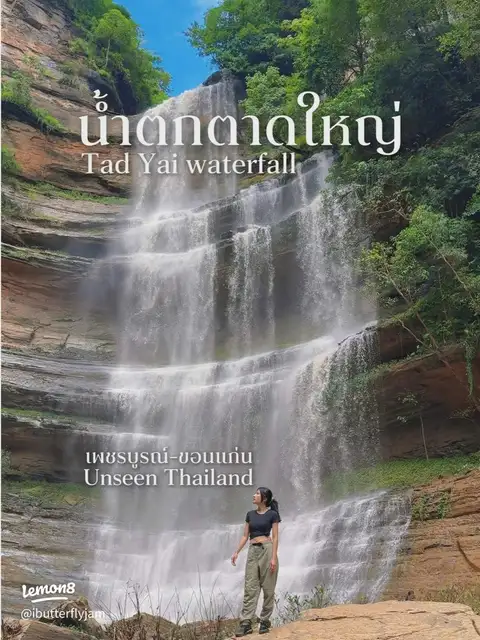 น้ำตกตาดใหญ่
Tad Yai waterfall
เพชรบูรณ์-ขอนแก่น
Unseen Thailand
lemon8
@ibutterflyjam